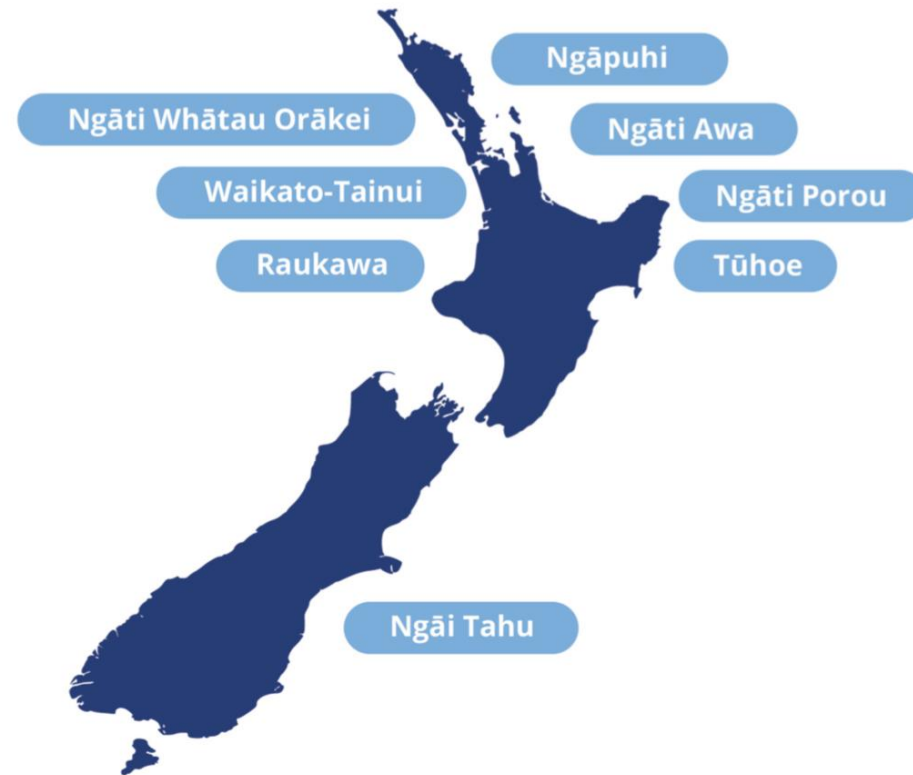 Ngāpuhi
Ngāti Whātau Orākei
Ngāti Awa
Waikato-Tainui
Ngāti Porou
Raukawa
Tūhoe
Ngāi Tahu